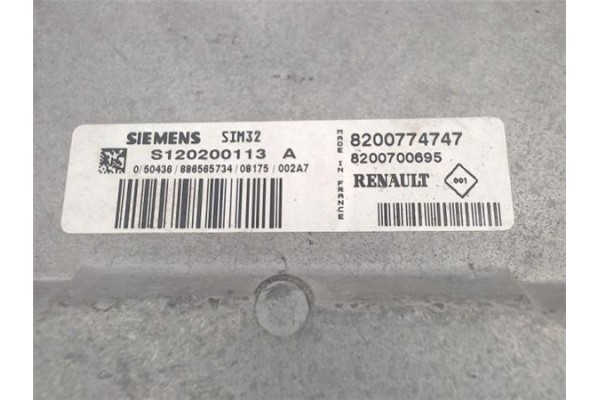 SIEMENS SIM32
S120200113 A
0/50436/886565734/08175/002A7
MADE IN FRANCE
8200774747
8200700695
RENAULT 001